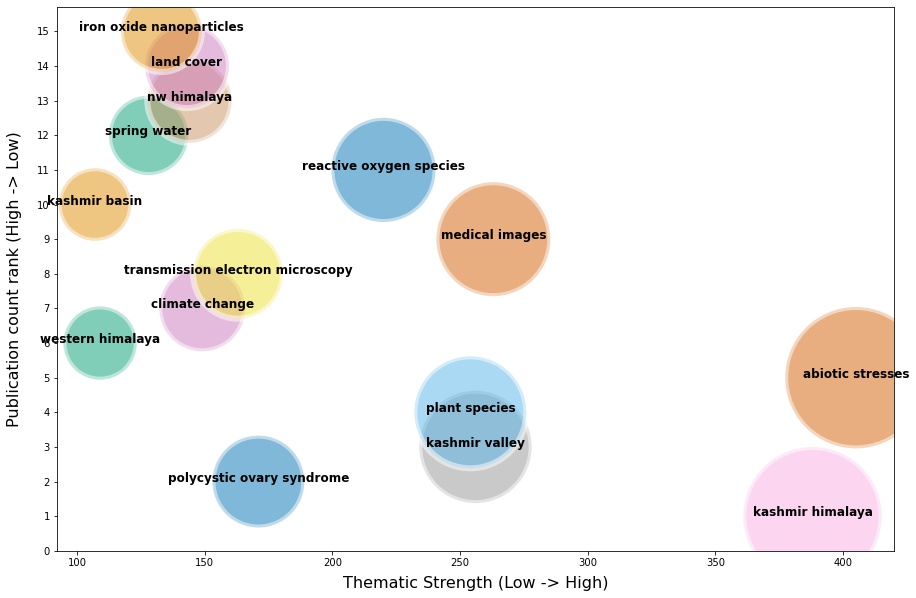 15
iron oxide nanoparticles
14
land cover
13
nw himalaya
12
spring water
11
reactive oxygen species
10
kashmir basin
9
medical images
8
transmission electron microscopy
7
climate change
6
western himalaya
5
abiotic stresses
4
plant species
3
kashmir valley
2
polycystic ovary syndrome
1
kashmir himalaya
0
100 150 200 250 300 350 400
Thematic Strength (Low -> High)
Publication count rank (High -> Low)